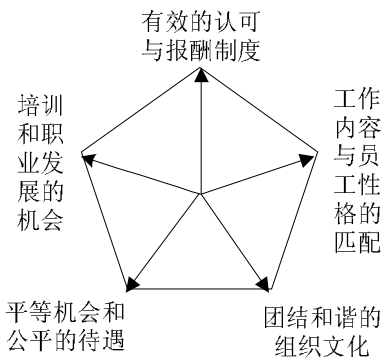 有效的认可
与报酬制度
培训
和职
业发
展的
机会
工作
内容
与员
工性
格的
匹配
平等机会和
公平的待遇
团结和谐的
组织文化